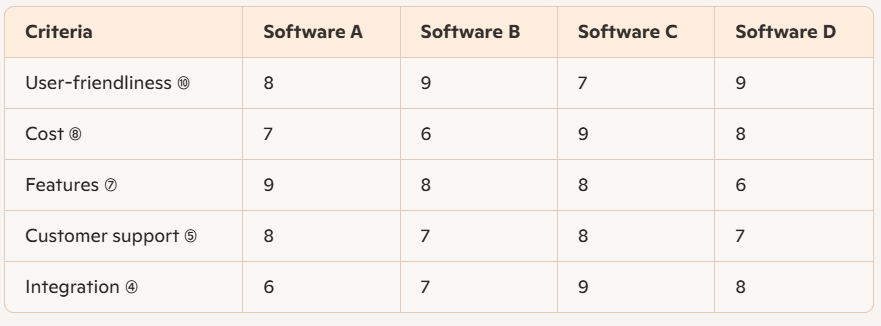 Criteria Software A Software B Software C Software D
User-friendliness ⑩ 8 9 7 9
Cost ⑧ 7 6 9 8
Features ⑦ 9 8 8 6
Customer support ⑤ 8 7 8 7
Integration ④ 6 7 9 8